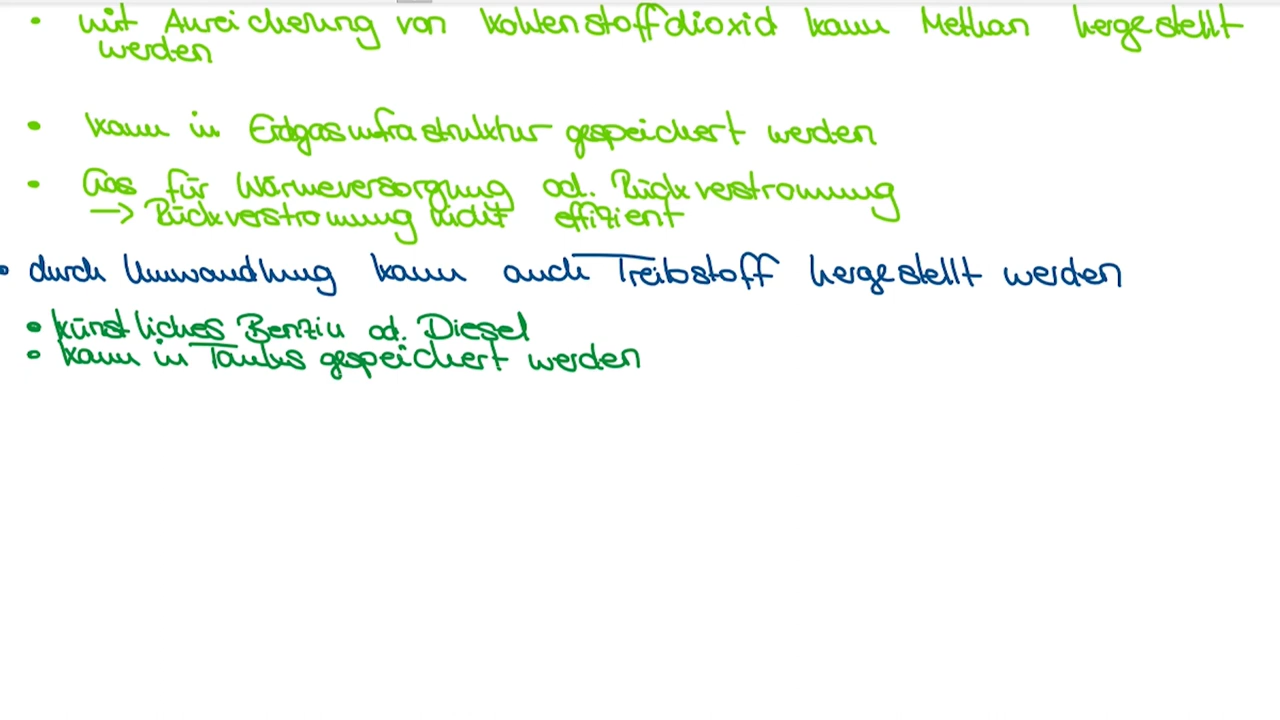 • mit Anreicherung von Kohlenstoffdioxid kann Methan hergestellt
werden
• kann in Erdgasinfrastruktur gespeichert werden
• Gas für Wärmeversorgung od. Rückverstromung
→ Rückverstromung nicht effizient
• durch Umwandlung kann auch Treibstoff hergestellt werden
• künstliches Benzin od. Diesel
• kann in Tanks gespeichert werden